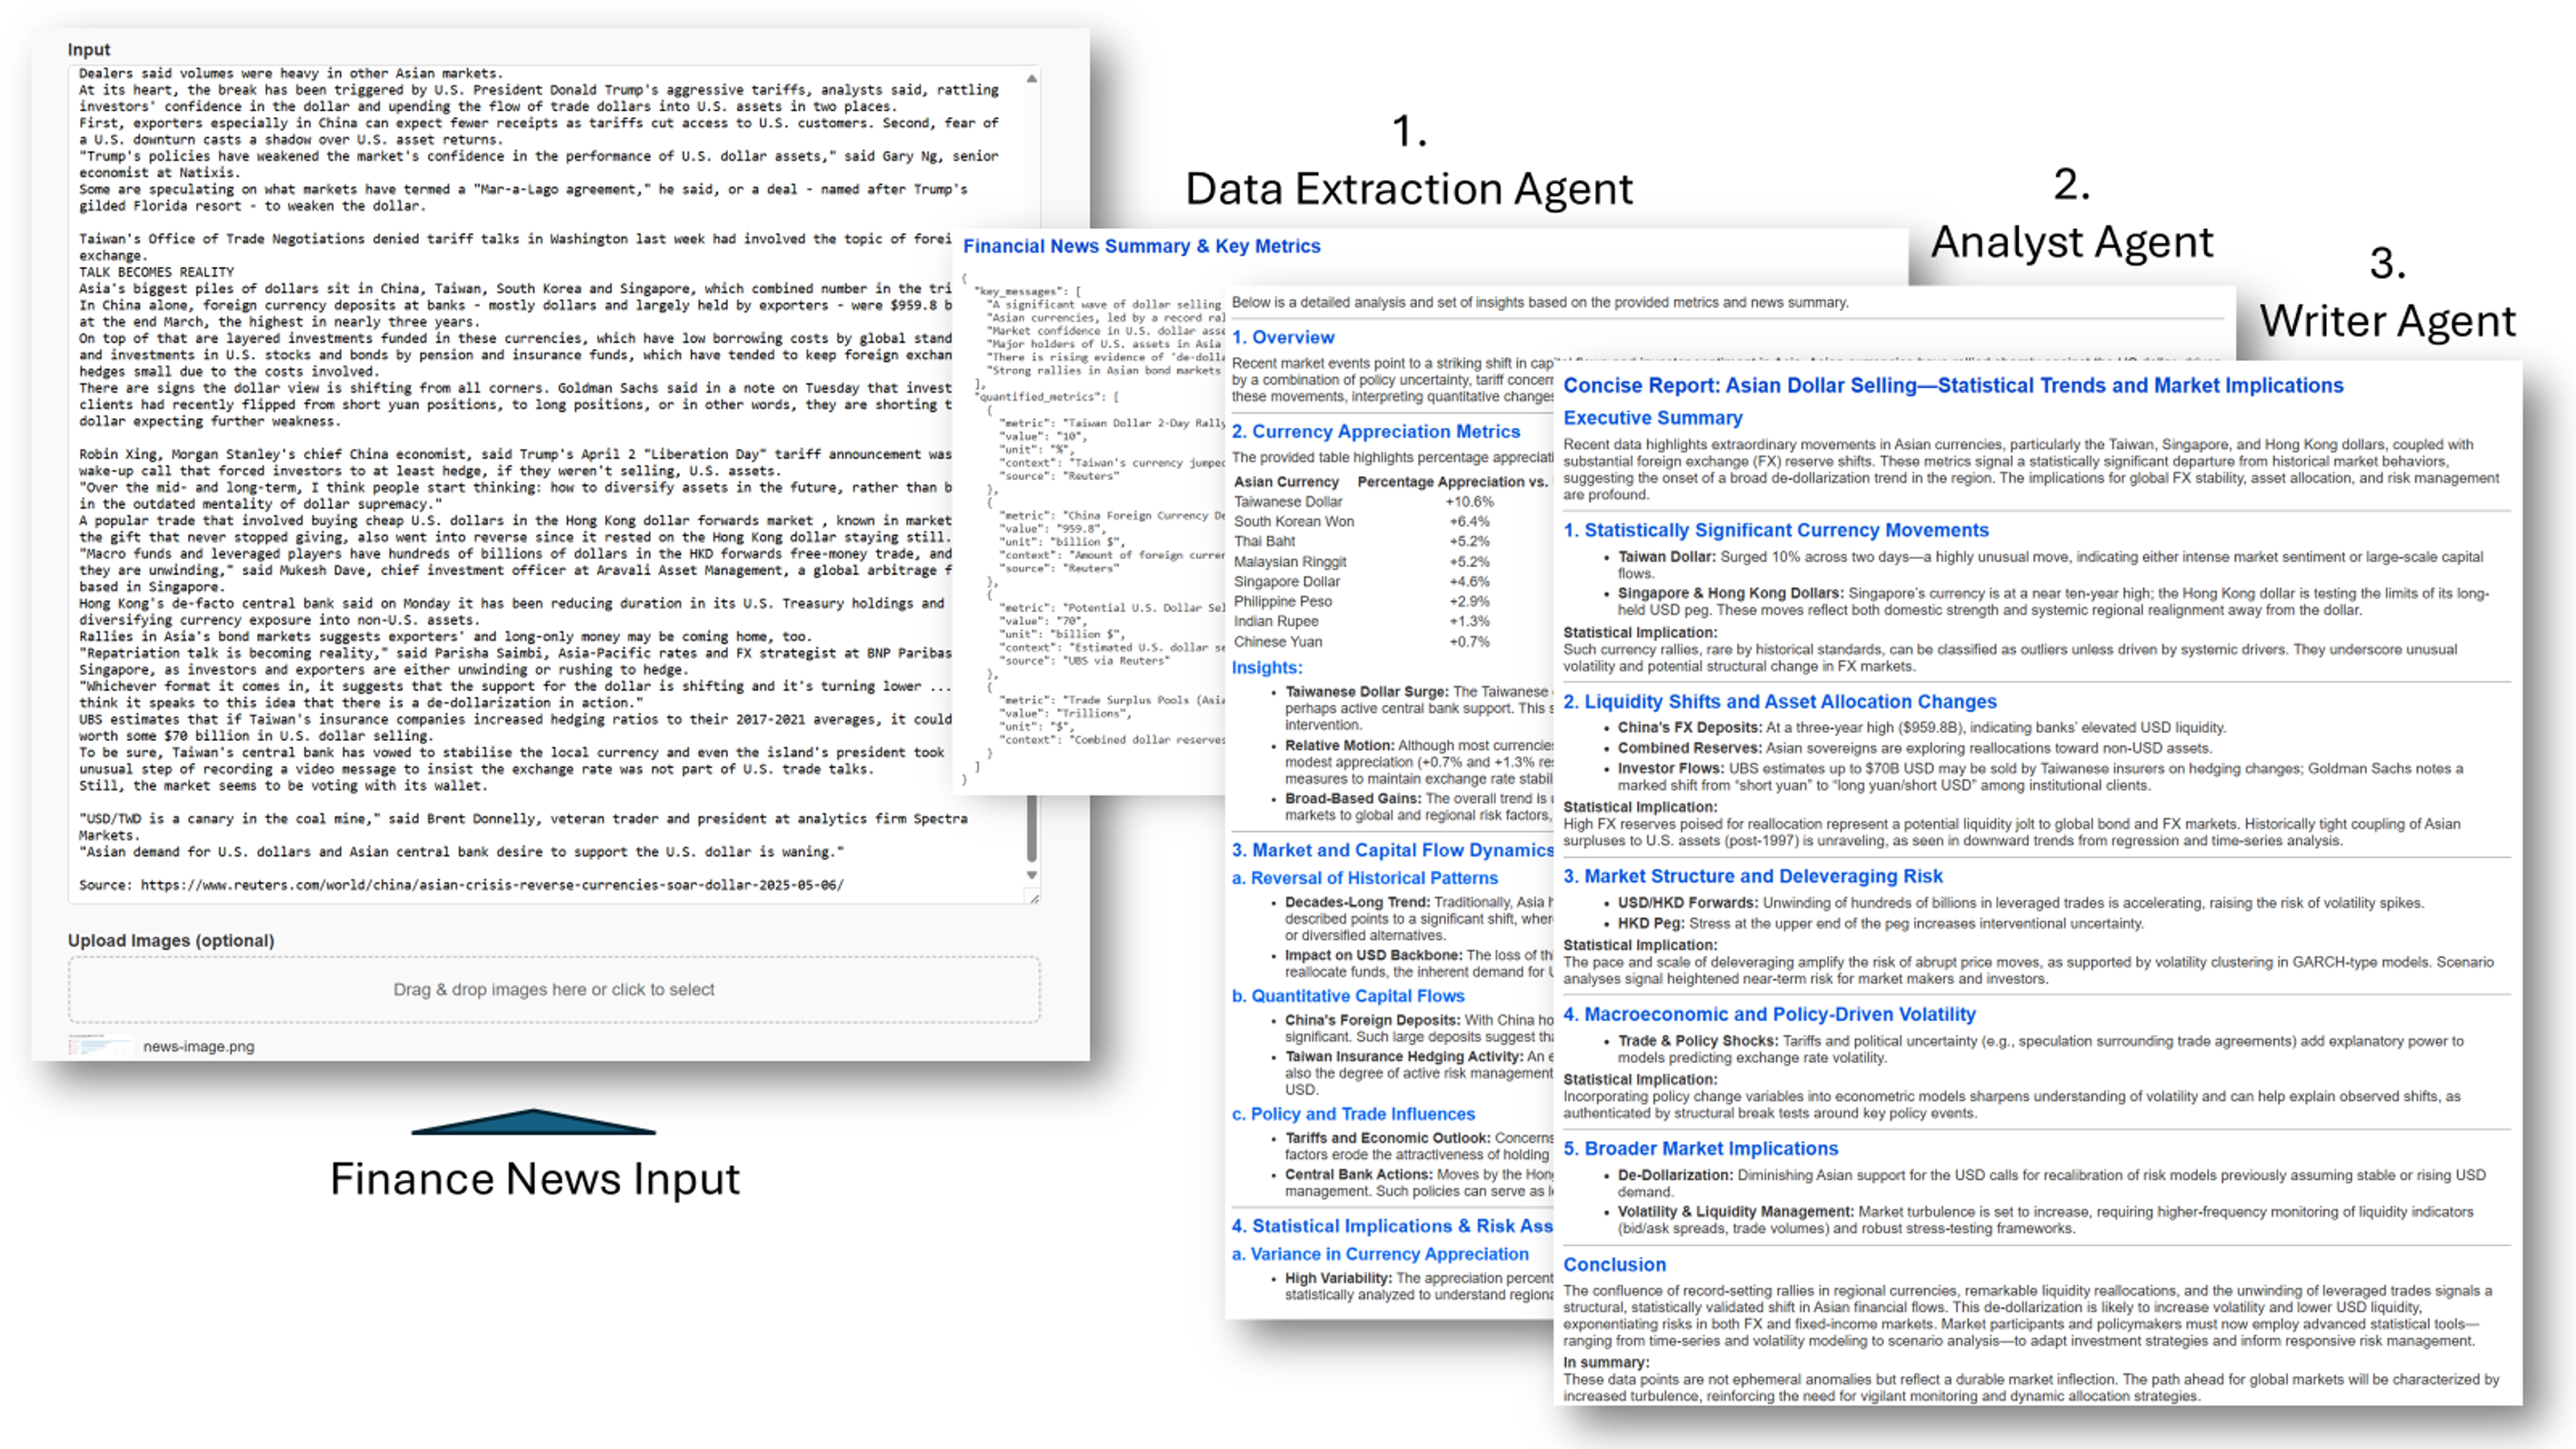 Input
Dealers said volumes were heavy in other Asian markets.
At its heart, the break has been triggered by U.S. President Donald Trump's aggressive tariffs, analysts said, rattling
investors' confidence in the dollar and upending the flow of trade dollars into U.S. assets in two places.
First, exporters especially in China can expect fewer receipts as tariffs cut access to U.S. customers. Second, fear of
a U.S. downturn casts a shadow over U.S. asset returns.
"Trump's policies have weakened the market's confidence in the performance of U.S. dollar assets," said Gary Ng, senior
economist at Natixis.
Some are speculating on what markets have termed a "Mar-a-Lago agreement," he said, or a deal - named after Trump's
gilded Florida resort - to weaken the dollar.
Taiwan's Office of Trade Negotiations denied tariff talks in Washington last week had involved the topic of forei
exchange.
TALK BECOMES REALITY
Asia's biggest piles of dollars sit in China, Taiwan, South Korea and Singapore, which combined number in the tri
In China alone, foreign currency deposits at banks - mostly dollars and largely held by exporters - were $959.8 b
at the end March, the highest in nearly three years.
On top of that are layered investments funded in these currencies, which have low borrowing costs by global stand
and investments in U.S. stocks and bonds by pension and insurance funds, which have tended to keep foreign exchan
hedges small due to the costs involved.
There are signs the dollar view is shifting from all corners. Goldman Sachs said in a note on Tuesday that invest
clients had recently flipped from short yuan positions, to long positions, or in other words, they are shorting t
dollar expecting further weakness.
Robin Xing, Morgan Stanley's chief China economist, said Trump's April 2 "Liberation Day" tariff announcement was
wake-up call that forced investors to at least hedge, if they weren't selling, U.S. assets.
"Over the mid- and long-term, I think people start thinking: how to diversify assets in the future, rather than b
in the outdated mentality of dollar supremacy."
A popular trade that involved buying cheap U.S. dollars in the Hong Kong dollar forwards market , known in market
the gift that never stopped giving, also went into reverse since it rested on the Hong Kong dollar staying still.
"Macro funds and leveraged players have hundreds of billions of dollars in the HKD forwards free-money trade, and
they are unwinding," said Mukesh Dave, chief investment officer at Aravali Asset Management, a global arbitrage f
based in Singapore.
Hong Kong's de-facto central bank said on Monday it has been reducing duration in its U.S. Treasury holdings and
diversifying currency exposure into non-U.S. assets.
Rallies in Asia's bond markets suggests exporters' and long-only money may be coming home, too.
"Repatriation talk is becoming reality," said Parisha Saimbi, Asia-Pacific rates and FX strategist at BNP Paribas
Singapore, as investors and exporters are either unwinding or rushing to hedge.
"Whichever format it comes in, it suggests that the support for the dollar is shifting and it's turning lower ...
think it speaks to this idea that there is a de-dollarization in action."
UBS estimates that if Taiwan's insurance companies increased hedging ratios to their 2017-2021 averages, it could
worth some $70 billion in U.S. dollar selling.
To be sure, Taiwan's central bank has vowed to stabilise the local currency and even the island's president took
unusual step of recording a video message to insist the exchange rate was not part of U.S. trade talks.
Still, the market seems to be voting with its wallet.
"USD/TWD is a canary in the coal mine," said Brent Donnelly, veteran trader and president at analytics firm Spectra
Markets.
"Asian demand for U.S. dollars and Asian central bank desire to support the U.S. dollar is waning."
Source: https://www.reuters.com/world/china/asian-crisis-reverse-currencies-soar-dollar-2025-05-06/
Upload Images (optional)
Drag & drop images here or click to select
news-image.png
Finance News Input
1.
Data Extraction Agent
Financial News Summary & Key Metrics
{
"key_messages": [
"A significant wave of dollar selling
"Asian currencies, led by a record ral
"Market confidence in U.S. dollar asse
"Major holders of U.S. assets in Asia
"There is rising evidence of 'de-dolla
"Strong rallies in Asian bond markets
],
"quantified_metrics": [
{
"metric": "Taiwan Dollar 2-Day Rally
"value": "10",
"unit": "%",
"context": "Taiwan's currency jumped
"source": "Reuters"
},
{
"metric": "China Foreign Currency De
"value": "959.8",
"unit": "billion $",
"context": "Amount of foreign currer
"source": "Reuters"
},
{
"metric": "Potential U.S. Dollar Sel
"value": "70",
"unit": "billion $",
"context": "Estimated U.S. dollar se
"source": "UBS via Reuters"
},
{
"metric": "Trade Surplus Pools (Asia
"value": "Trillions",
"unit": "$",
"context": "Combined dollar reserves
}
]
}
2.
Analyst Agent
Below is a detailed analysis and set of insights based on the provided metrics and news summary.
1. Overview
Recent market events point to a striking shift in cap
by a combination of policy uncertainty, tariff concern
these movements, interpreting quantitative changes
2. Currency Appreciation Metrics
The provided table highlights percentage appreciati
Asian Currency Percentage Appreciation vs.
Taiwanese Dollar +10.6%
South Korean Won +6.4%
Thai Baht +5.2%
Malaysian Ringgit +5.2%
Singapore Dollar +4.6%
Philippine Peso +2.9%
Indian Rupee +1.3%
Chinese Yuan +0.7%
Insights:
• Taiwanese Dollar Surge: The Taiwanese
perhaps active central bank support. This s
intervention.
• Relative Motion: Although most currencies
modest appreciation (+0.7% and +1.3% res
measures to maintain exchange rate stabil
• Broad-Based Gains: The overall trend is
markets to global and regional risk factors,
3. Market and Capital Flow Dynamics
a. Reversal of Historical Patterns
• Decades-Long Trend: Traditionally, Asia h
described points to a significant shift, wher
or diversified alternatives.
• Impact on USD Backbone: The loss of th
reallocate funds, the inherent demand for U
b. Quantitative Capital Flows
• China's Foreign Deposits: With China ho
significant. Such large deposits suggest tha
• Taiwan Insurance Hedging Activity: An e
also the degree of active risk management
USD.
c. Policy and Trade Influences
• Tariffs and Economic Outlook: Concerns
factors erode the attractiveness of holding
• Central Bank Actions: Moves by the Hong
management. Such policies can serve as le
4. Statistical Implications & Risk Ass
a. Variance in Currency Appreciation
• High Variability: The appreciation percent
statistically analyzed to understand regiona
3.
Writer Agent
Concise Report: Asian Dollar Selling—Statistical Trends and Market Implications
Executive Summary
Recent data highlights extraordinary movements in Asian currencies, particularly the Taiwan, Singapore, and Hong Kong dollars, coupled with
substantial foreign exchange (FX) reserve shifts. These metrics signal a statistically significant departure from historical market behaviors,
suggesting the onset of a broad de-dollarization trend in the region. The implications for global FX stability, asset allocation, and risk management
are profound.
1. Statistically Significant Currency Movements
• Taiwan Dollar: Surged 10% across two days—a highly unusual move, indicating either intense market sentiment or large-scale capital
flows.
• Singapore & Hong Kong Dollars: Singapore's currency is at a near ten-year high; the Hong Kong dollar is testing the limits of its long-
held USD peg. These moves reflect both domestic strength and systemic regional realignment away from the dollar.
Statistical Implication:
Such currency rallies, rare by historical standards, can be classified as outliers unless driven by systemic drivers. They underscore unusual
volatility and potential structural change in FX markets.
2. Liquidity Shifts and Asset Allocation Changes
• China's FX Deposits: At a three-year high ($959.8B), indicating banks' elevated USD liquidity.
• Combined Reserves: Asian sovereigns are exploring reallocations toward non-USD assets.
• Investor Flows: UBS estimates up to $70B USD may be sold by Taiwanese insurers on hedging changes; Goldman Sachs notes a
marked shift from “short yuan” to “long yuan/short USD” among institutional clients.
Statistical Implication:
High FX reserves poised for reallocation represent a potential liquidity jolt to global bond and FX markets. Historically tight coupling of Asian
surpluses to U.S. assets (post-1997) is unraveling, as seen in downward trends from regression and time-series analysis.
3. Market Structure and Deleveraging Risk
• USD/HKD Forwards: Unwinding of hundreds of billions in leveraged trades is accelerating, raising the risk of volatility spikes.
• HKD Peg: Stress at the upper end of the peg increases interventional uncertainty.
Statistical Implication:
The pace and scale of deleveraging amplify the risk of abrupt price moves, as supported by volatility clustering in GARCH-type models. Scenario
analyses signal heightened near-term risk for market makers and investors.
4. Macroeconomic and Policy-Driven Volatility
• Trade & Policy Shocks: Tariffs and political uncertainty (e.g., speculation surrounding trade agreements) add explanatory power to
models predicting exchange rate volatility.
Statistical Implication:
Incorporating policy change variables into econometric models sharpens understanding of volatility and can help explain observed shifts, as
authenticated by structural break tests around key policy events.
5. Broader Market Implications
• De-Dollarization: Diminishing Asian support for the USD calls for recalibration of risk models previously assuming stable or rising USD
demand.
• Volatility & Liquidity Management: Market turbulence is set to increase, requiring higher-frequency monitoring of liquidity indicators
(bid/ask spreads, trade volumes) and robust stress-testing frameworks.
Conclusion
The confluence of record-setting rallies in regional currencies, remarkable liquidity reallocations, and the unwinding of leveraged trades signals a
structural, statistically validated shift in Asian financial flows. This de-dollarization is likely to increase volatility and lower USD liquidity,
exponentiating risks in both FX and fixed-income markets. Market participants and policymakers must now employ advanced statistical tools—
ranging from time-series and volatility modeling to scenario analysis—to adapt investment strategies and inform responsive risk management.
In summary:
These data points are not ephemeral anomalies but reflect a durable market inflection. The path ahead for global markets will be characterized by
increased turbulence, reinforcing the need for vigilant monitoring and dynamic allocation strategies.